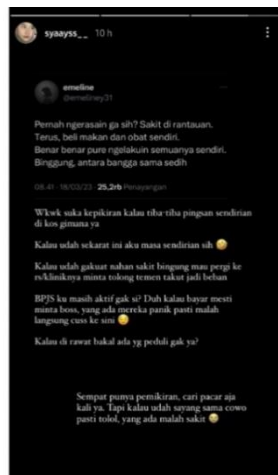 syaayss__ 10 h
emeline
@emeliney31
Pernah ngerasain ga sih? Sakit di rantauan.
Terus, beli makan dan obat sendiri.
Benar benar pure ngelakuin semuanya sendiri.
Binggung, antara bangga sama sedih
08.41 · 18/03/23 · 25,2rb Penayangan
Wkwk suka kepikiran kalau tiba-tiba pingsan sendirian
di kos gimana ya
Kalau udah sekarat ini aku masa sendirian sih
Kalau udah gakuat nahan sakit bingung mau pergi ke
rs/kliniknya minta tolong temen takut jadi beban
BPJS ku masih aktif gak si? Duh kalau bayar mesti
minta boss, yang ada mereka panik pasti malah
langsung cuss ke sini
Kalau di rawat bakal ada yg peduli gak ya?
Sempat punya pemikiran, cari pacar aja
kali ya. Tapi kalau udah sayang sama cowo
pasti tolol, yang ada malah sakit